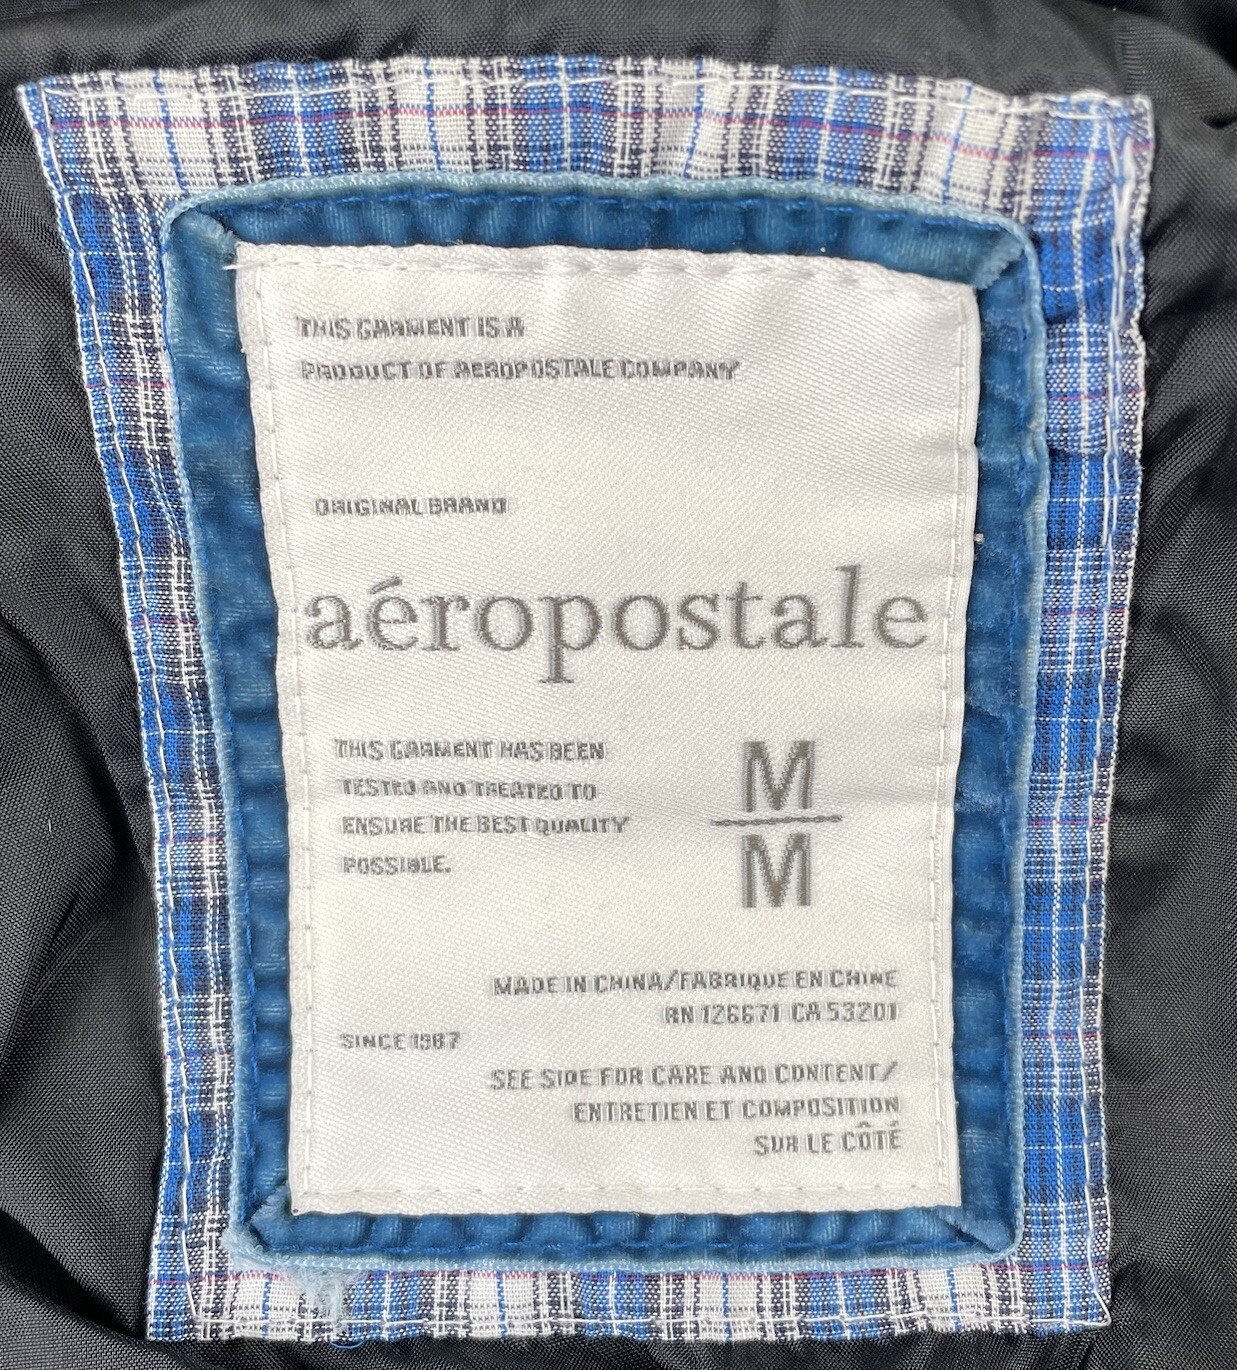 THIS GARMENT IS A
PRODUCT OF AEROPOSTALE COMPANY
ORIGINAL BRAND
aéropostale
THIS GARMENT HAS BEEN
TESTED AND TREATED TO
ENSURE THE BEST QUALITY
POSSIBLE.
M
M
MADE IN CHINA/FABRIQUE EN CHINE
RN 126671 CA 53201
SINCE 1987
SEE SIDE FOR CARE AND CONTENT/
ENTRETIEN ET COMPOSITION
SUR LE CÔTÉ